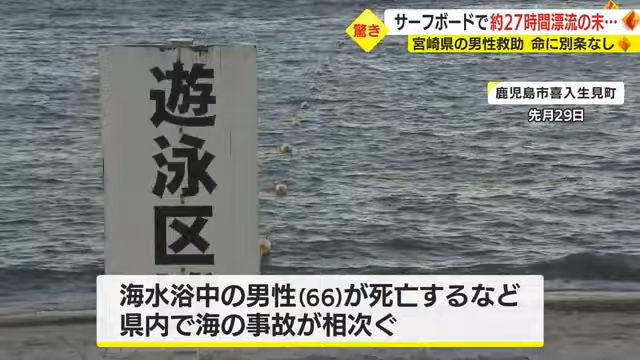 驚き
サーフボードで約27時間漂流の末…
宮崎県の男性救助 命に別条なし
鹿児島市喜入生見町
先月29日
遊泳区
海水浴中の男性(66)が死亡するなど
県内で海の事故が相次ぐ